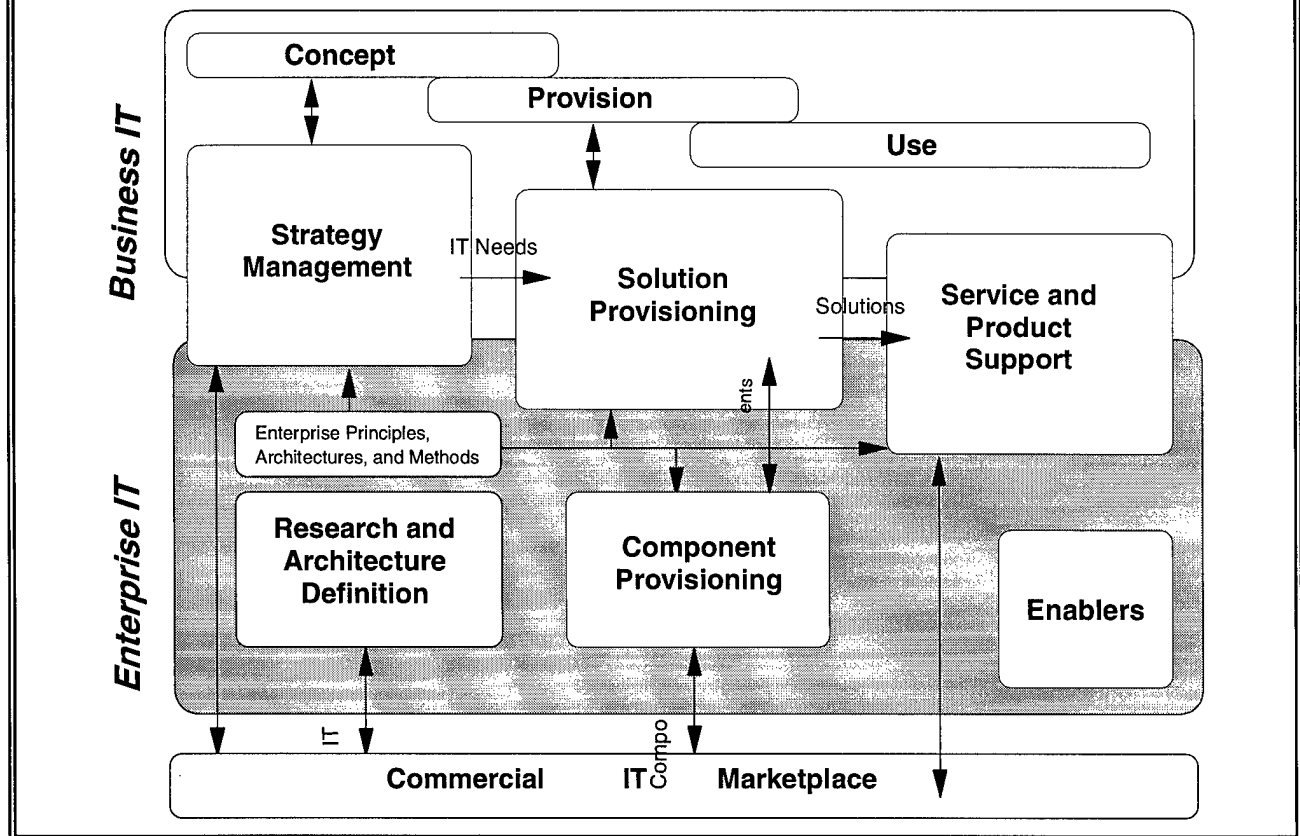 Concept
Provision
Use
Business IT
Strategy
Management
IT Needs
Solution
Provisioning
Solutions
Service and
Product
Support
ents
Enterprise Principles,
Architectures, and Methods
Enterprise IT
Research and
Architecture
Definition
Component
Provisioning
Enablers
IT
Compo
Commercial IT Marketplace